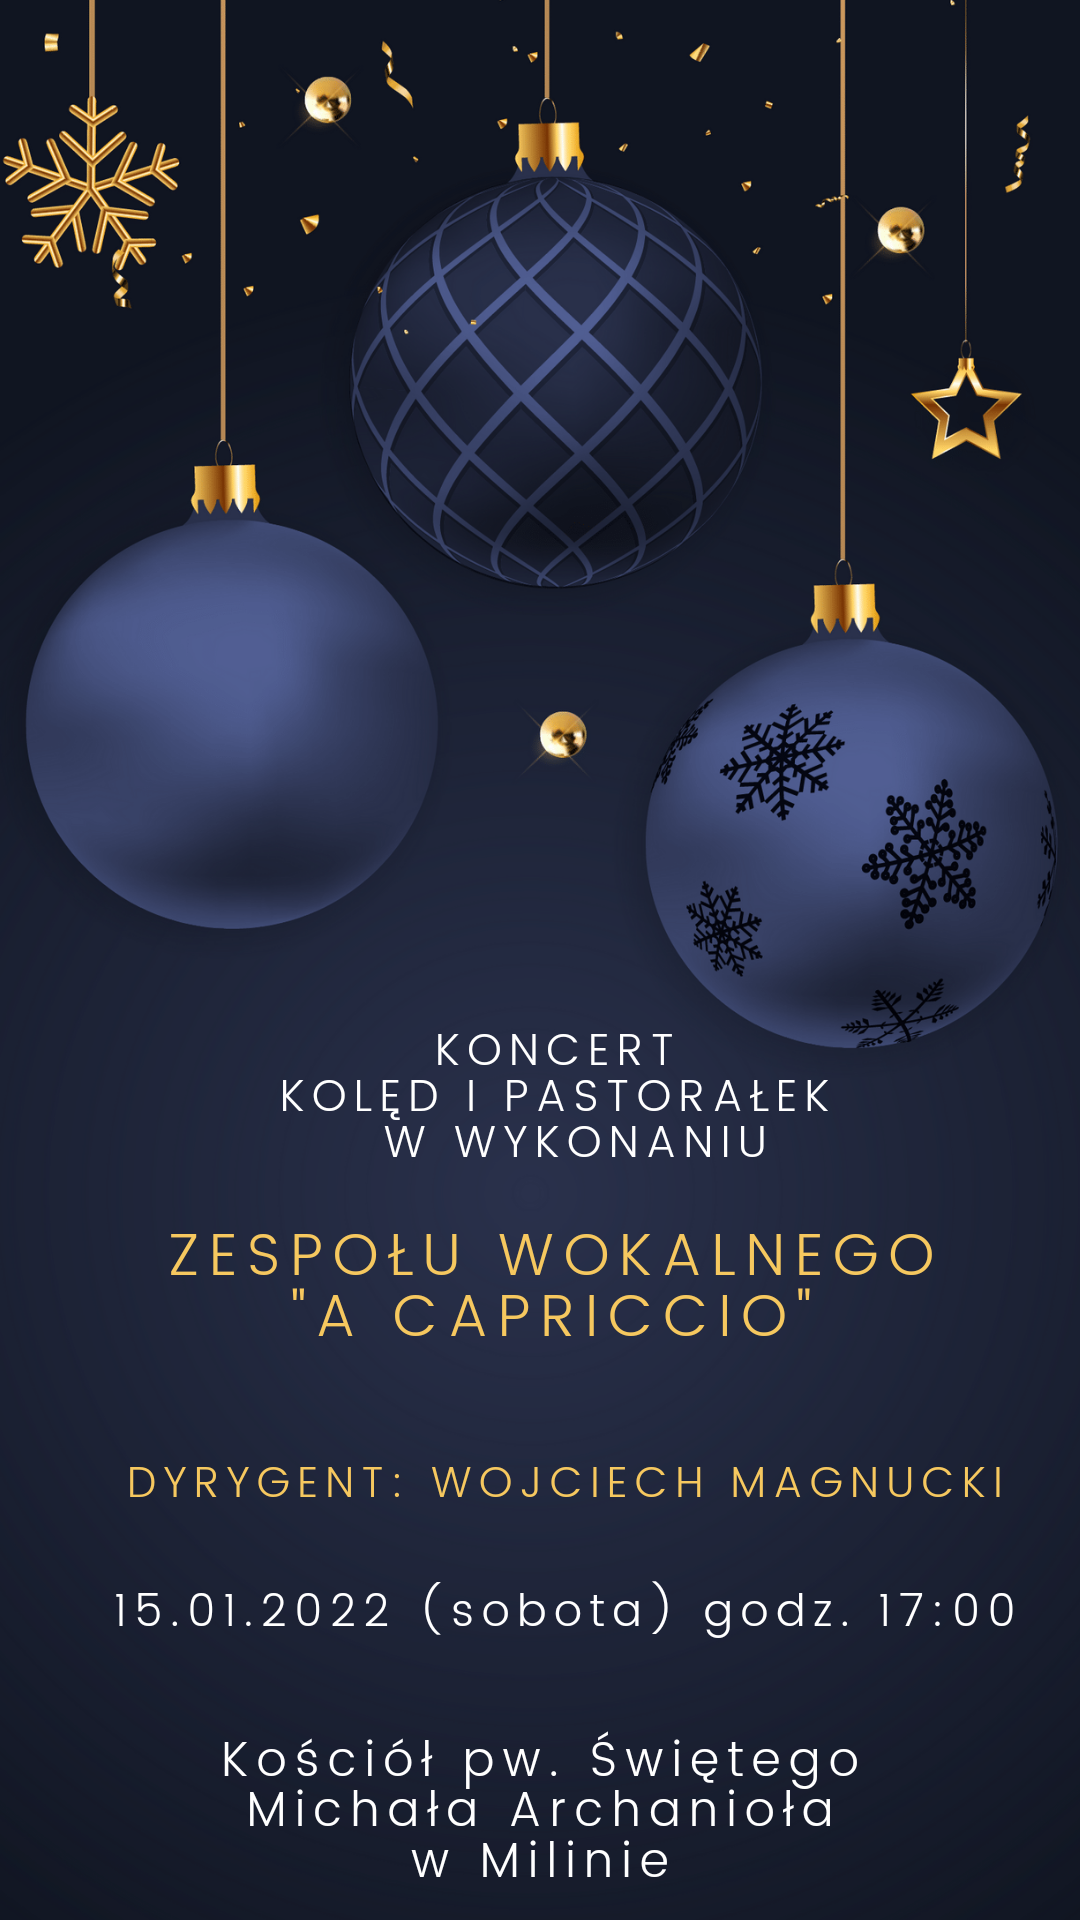 KONCERT
KOLĘD I PASTORAŁEK
W WYKONANIU
ZESPOŁU WOKALNEGO
"A CAPRICCIO"
DYRYGENT: WOJCIECH MAGNUCKI
15.01.2022 (sobota) godz. 17:00
Kościół pw. Świętego
Michała Archanioła
w Milinie